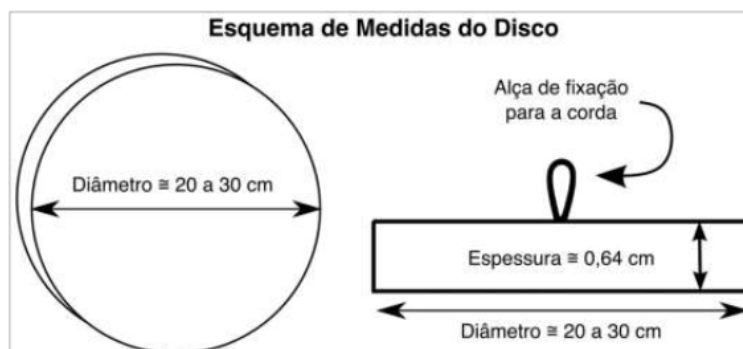 Esquema de Medidas do Disco
Alça de fixação
para a corda
Diâmetro ≅ 20 a 30 cm
Espessura ≅ 0,64 cm
Diâmetro ≅ 20 a 30 cm